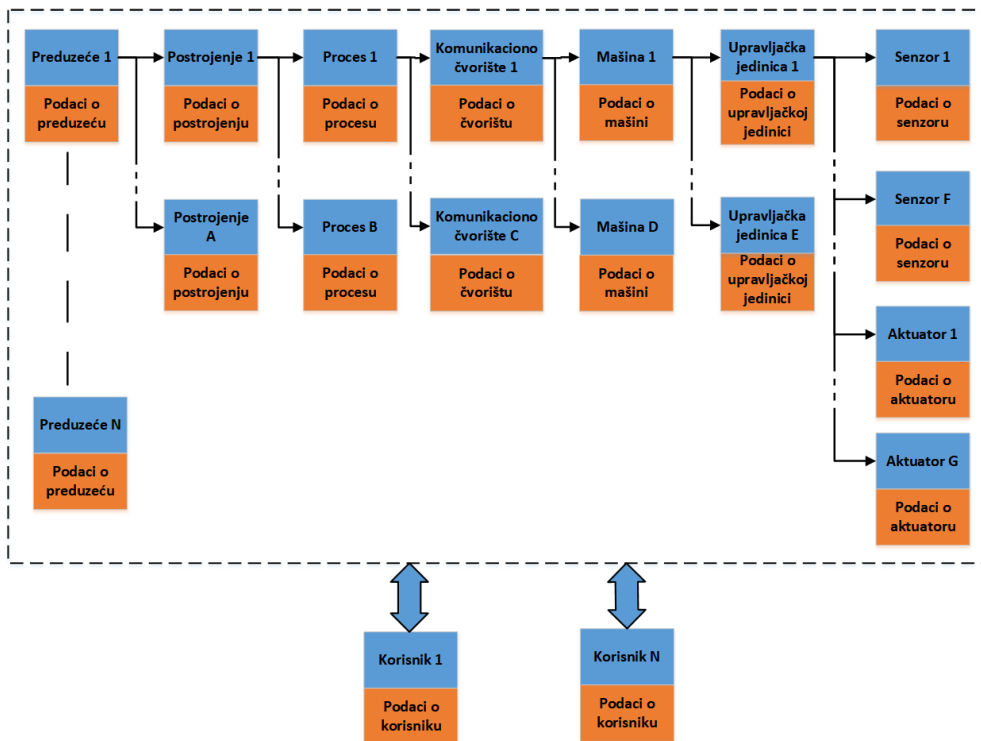 Preduzeće 1
Podaci o
preduzeću
Postrojenje 1
Podaci o
postrojenju
Proces 1
Podaci o
procesu
Komunikaciono
čvorište 1
Podaci o
čvorištu
Mašina 1
Podaci o
mašini
Upravljačka
jedinica 1
Podaci o
upravljačkoj
jedinici
Senzor 1
Podaci o
senzoru
Postrojenje
A
Podaci o
postrojenju
Proces B
Podaci o
procesu
Komunikaciono
čvorište C
Podaci o
čvorištu
Mašina D
Podaci o
mašini
Upravljačka
jedinica E
Podaci o
upravljačkoj
jedinici
Senzor F
Podaci o
senzoru
Aktuator 1
Podaci o
aktuatoru
Preduzeće N
Podaci o
preduzeću
Aktuator G
Podaci o
aktuatoru
Korisnik 1
Podaci o
korisniku
Korisnik N
Podaci o
korisniku